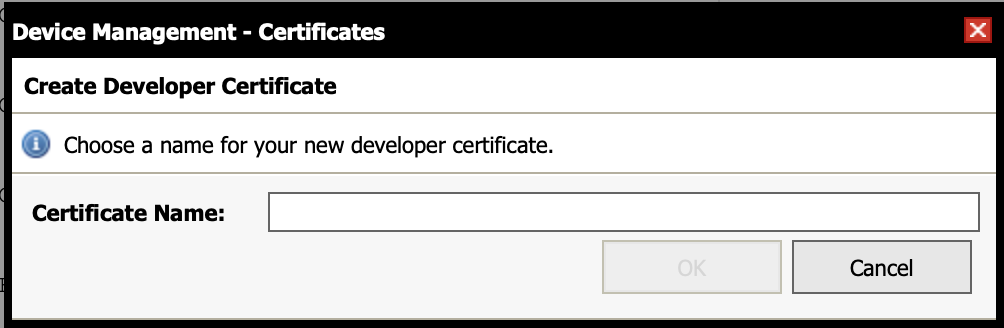 Device Management - Certificates
Create Developer Certificate
Choose a name for your new developer certificate.
Certificate Name:
OK Cancel